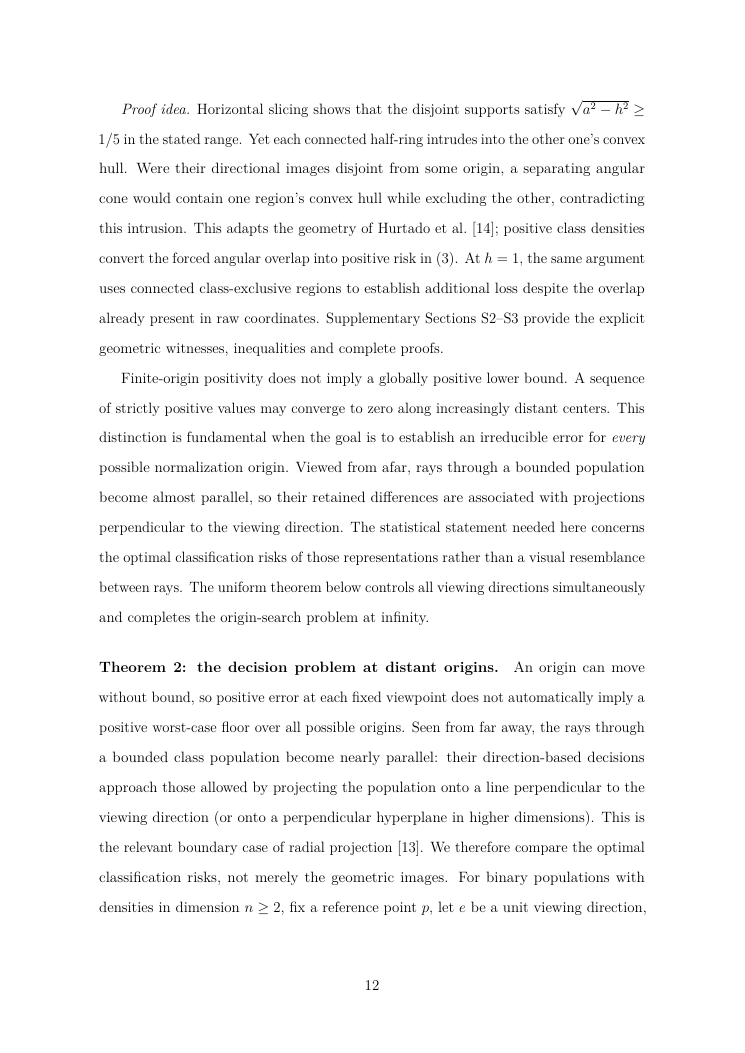 Proof idea. Horizontal slicing shows that the disjoint supports satisfy √a² − h² ≥
1/5 in the stated range. Yet each connected half-ring intrudes into the other one's convex
hull. Were their directional images disjoint from some origin, a separating angular
cone would contain one region's convex hull while excluding the other, contradicting
this intrusion. This adapts the geometry of Hurtado et al. [14]; positive class densities
convert the forced angular overlap into positive risk in (3). At h = 1, the same argument
uses connected class-exclusive regions to establish additional loss despite the overlap
already present in raw coordinates. Supplementary Sections S2–S3 provide the explicit
geometric witnesses, inequalities and complete proofs.
Finite-origin positivity does not imply a globally positive lower bound. A sequence
of strictly positive values may converge to zero along increasingly distant centers. This
distinction is fundamental when the goal is to establish an irreducible error for every
possible normalization origin. Viewed from afar, rays through a bounded population
become almost parallel, so their retained differences are associated with projections
perpendicular to the viewing direction. The statistical statement needed here concerns
the optimal classification risks of those representations rather than a visual resemblance
between rays. The uniform theorem below controls all viewing directions simultaneously
and completes the origin-search problem at infinity.
Theorem 2: the decision problem at distant origins. An origin can move
without bound, so positive error at each fixed viewpoint does not automatically imply a
positive worst-case floor over all possible origins. Seen from far away, the rays through
a bounded class population become nearly parallel: their direction-based decisions
approach those allowed by projecting the population onto a line perpendicular to the
viewing direction (or onto a perpendicular hyperplane in higher dimensions). This is
the relevant boundary case of radial projection [13]. We therefore compare the optimal
classification risks, not merely the geometric images. For binary populations with
densities in dimension n ≥ 2, fix a reference point p, let e be a unit viewing direction,
12